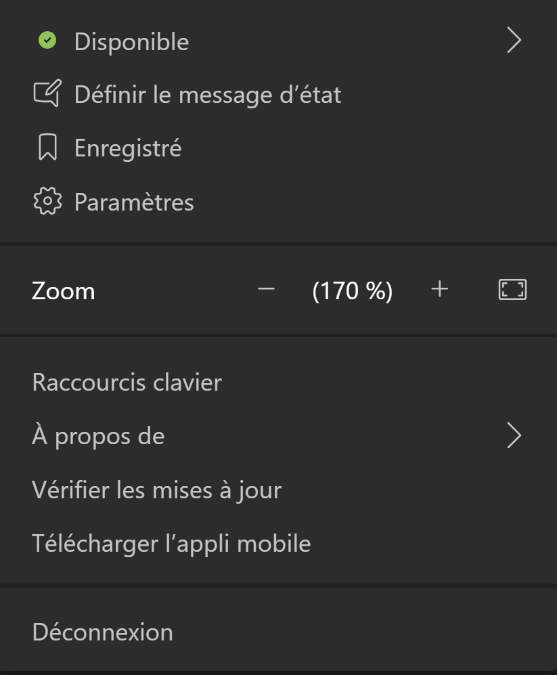 Disponible
Définir le message d’état
Enregistré
Paramètres
Zoom − (170 %) +
Raccourcis clavier
À propos de
Vérifier les mises à jour
Télécharger l’appli mobile
Déconnexion